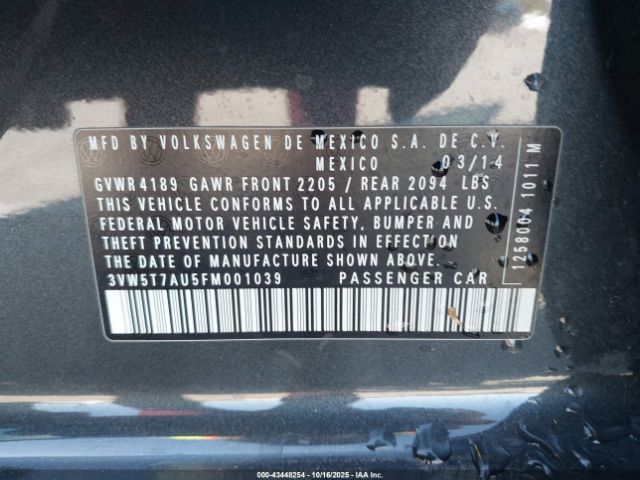 MFD BY VOLKSWAGEN DE MEXICO S.A. DE C.V.
MEXICO 03/14
GVWR 4189 GAWR FRONT 2205 / REAR 2094 LBS
THIS VEHICLE CONFORMS TO ALL APPLICABLE U.S.
FEDERAL MOTOR VEHICLE SAFETY, BUMPER AND
THEFT PREVENTION STANDARDS IN EFFECTION
THE DATE OF MANUFACTURE SHOWN ABOVE.
3VW5T7AU5FM001039 PASSENGER CAR
1258004 1011 M
000-43448254 | 10/16/2025 | IAA Inc.